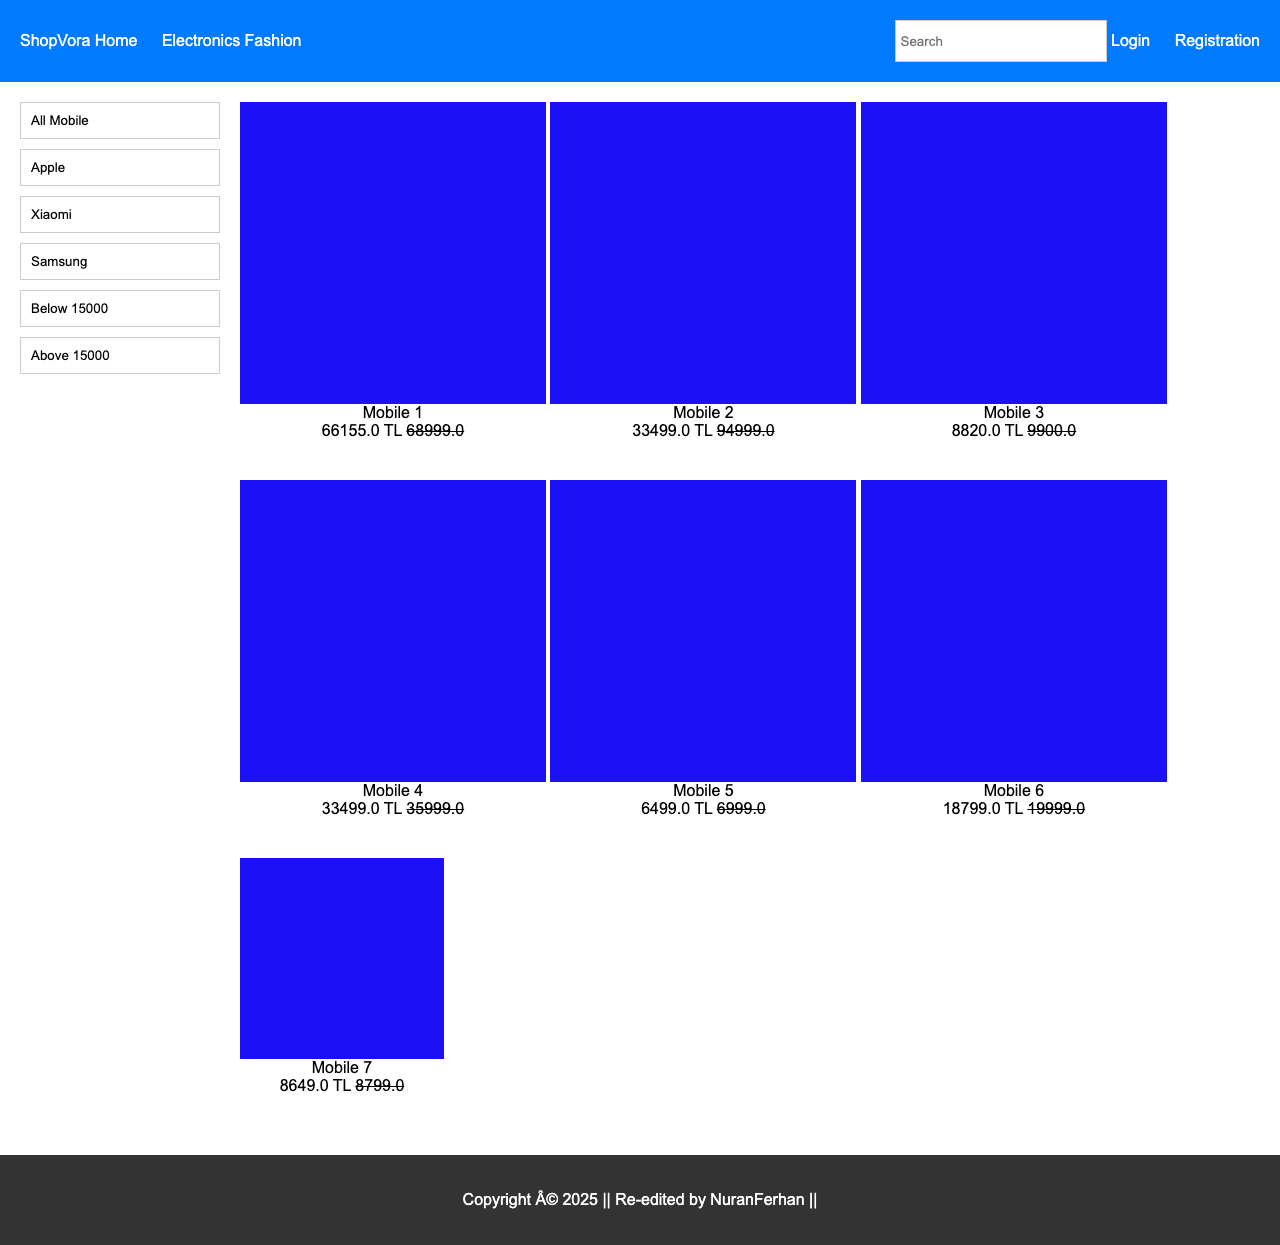 ShopVora Home Electronics Fashion Search Login Registration
All Mobile
Apple
Xiaomi
Samsung
Below 15000
Above 15000
Mobile 1
66155.0 TL 68999.0
Mobile 2
33499.0 TL 94999.0
Mobile 3
8820.0 TL 9900.0
Mobile 4
33499.0 TL 35999.0
Mobile 5
6499.0 TL 6999.0
Mobile 6
18799.0 TL 19999.0
Mobile 7
8649.0 TL 8799.0
Copyright Â© 2025 || Re-edited by NuranFerhan ||